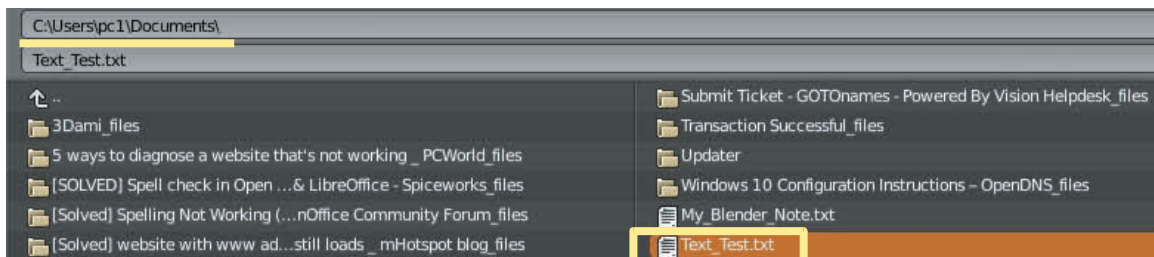 C:\Users\pc1\Documents\
Text_Test.txt
..
3Dami_files
5 ways to diagnose a website that's not working _ PCWorld_files
[SOLVED] Spell check in Open ...& LibreOffice - Spiceworks_files
[Solved] Spelling Not Working (...nOffice Community Forum_files
[Solved] website with www ad...still loads _ mHotspot blog_files
Submit Ticket - GOTOnames - Powered By Vision Helpdesk_files
Transaction Successful_files
Updater
Windows 10 Configuration Instructions – OpenDNS_files
My_Blender_Note.txt
Text_Test.txt